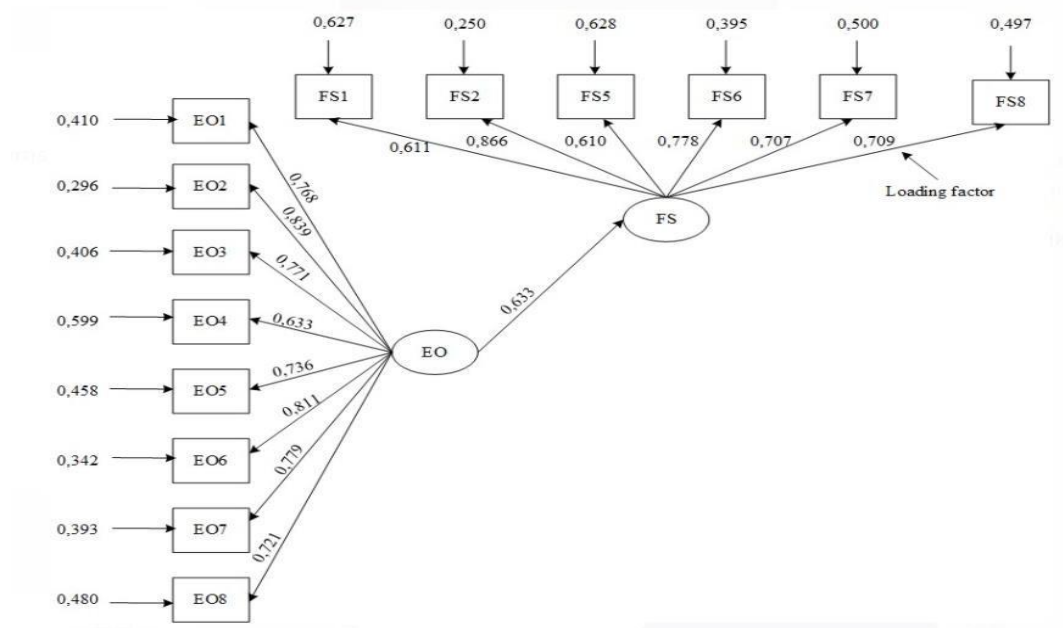 0,627 0,250 0,628 0,395 0,500 0,497
FS1 FS2 FS5 FS6 FS7 FS8
0,611 0,866 0,610 0,778 0,707 0,709
Loading factor
FS
0,410 EO1 0,768
0,296 EO2 0,839
0,406 EO3 0,771
0,633
0,599 EO4 0,633
EO
0,458 EO5 0,736
0,342 EO6 0,811
0,393 EO7 0,779
0,480 EO8 0,721